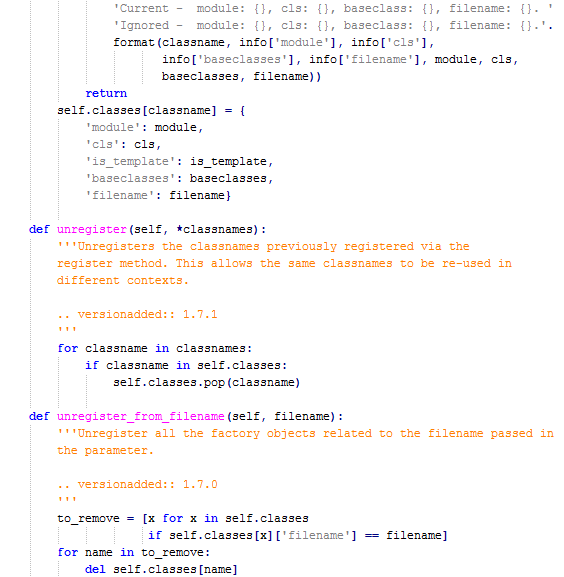 'Current -  module: {}, cls: {}, baseclass: {}, filename: {}. '
'Ignored -  module: {}, cls: {}, baseclass: {}, filename: {}.'.
format(classname, info['module'], info['cls'],
info['baseclasses'], info['filename'], module, cls,
baseclasses, filename))
return
self.classes[classname] = {
'module': module,
'cls': cls,
'is_template': is_template,
'baseclasses': baseclasses,
'filename': filename}
def unregister(self, *classnames):
'''Unregisters the classnames previously registered via the
register method. This allows the same classnames to be re-used in
different contexts.
.. versionadded:: 1.7.1
'''
for classname in classnames:
if classname in self.classes:
self.classes.pop(classname)
def unregister_from_filename(self, filename):
'''Unregister all the factory objects related to the filename passed in
the parameter.
.. versionadded:: 1.7.0
'''
to_remove = [x for x in self.classes
if self.classes[x]['filename'] == filename]
for name in to_remove:
del self.classes[name]